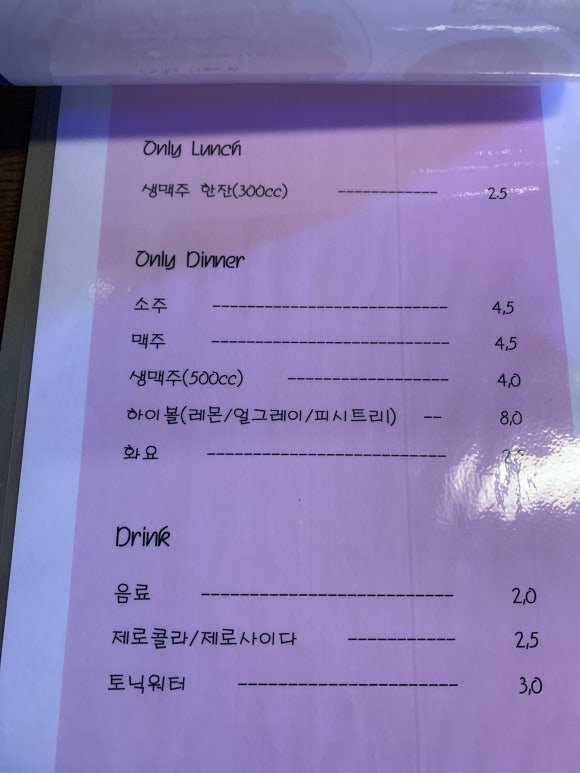 Only Lunch
생맥주 한잔(300cc) ------------ 2.5
Only Dinner
소주 --------------------------- 4,5
맥주 --------------------------- 4,5
생맥주(500cc) ------------------ 4,0
하이볼(레몬/얼그레이/피시트리) -- 8,0
화요 ---------------------------
Drink
음료 ---------------------------- 2,0
제로콜라/제로사이다 ------------ 2,5
토닉워터 ------------------------ 3,0